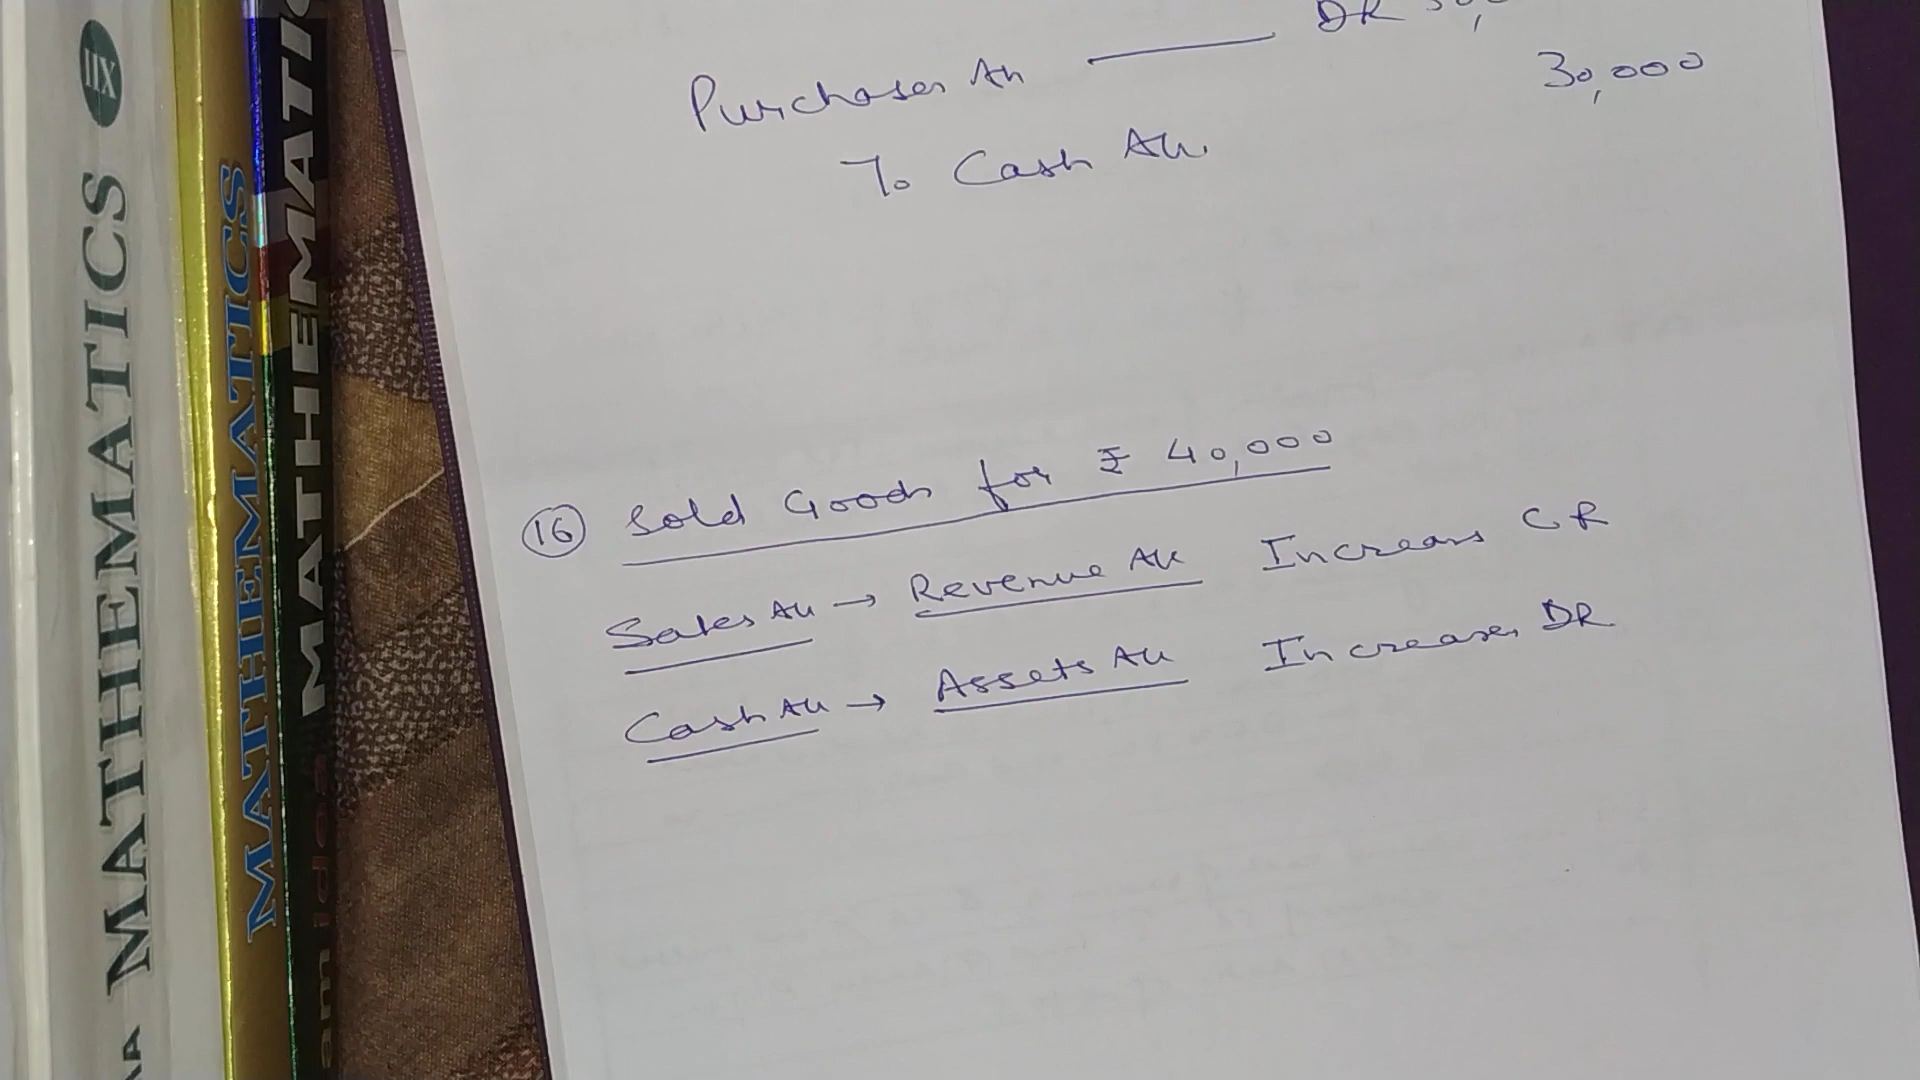 XII
MATHEMATICS
MATHEMATICS
MATHEMATIC
DR
Purchases A/c
30,000
To Cash A/c
16 Sold Goods for ₹ 40,000
Sales A/c → Revenue A/c Increases CR
Cash A/c → Assets A/c Increases DR